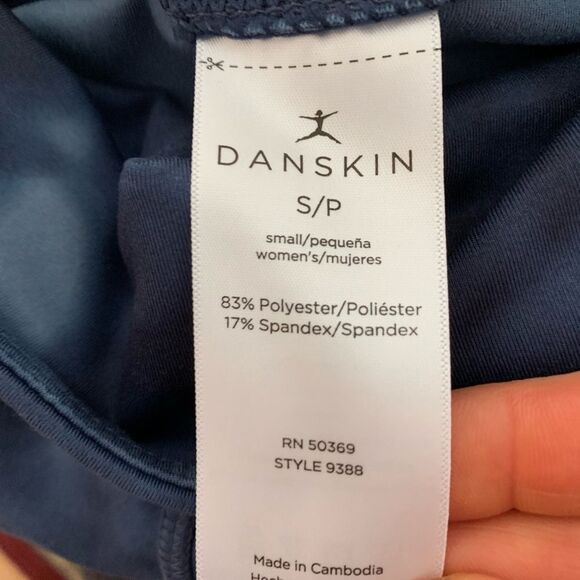 DANSKIN
S/P
small/pequeña
women's/mujeres
83% Polyester/Poliéster
17% Spandex/Spandex
RN 50369
STYLE 9388
Made in Cambodia